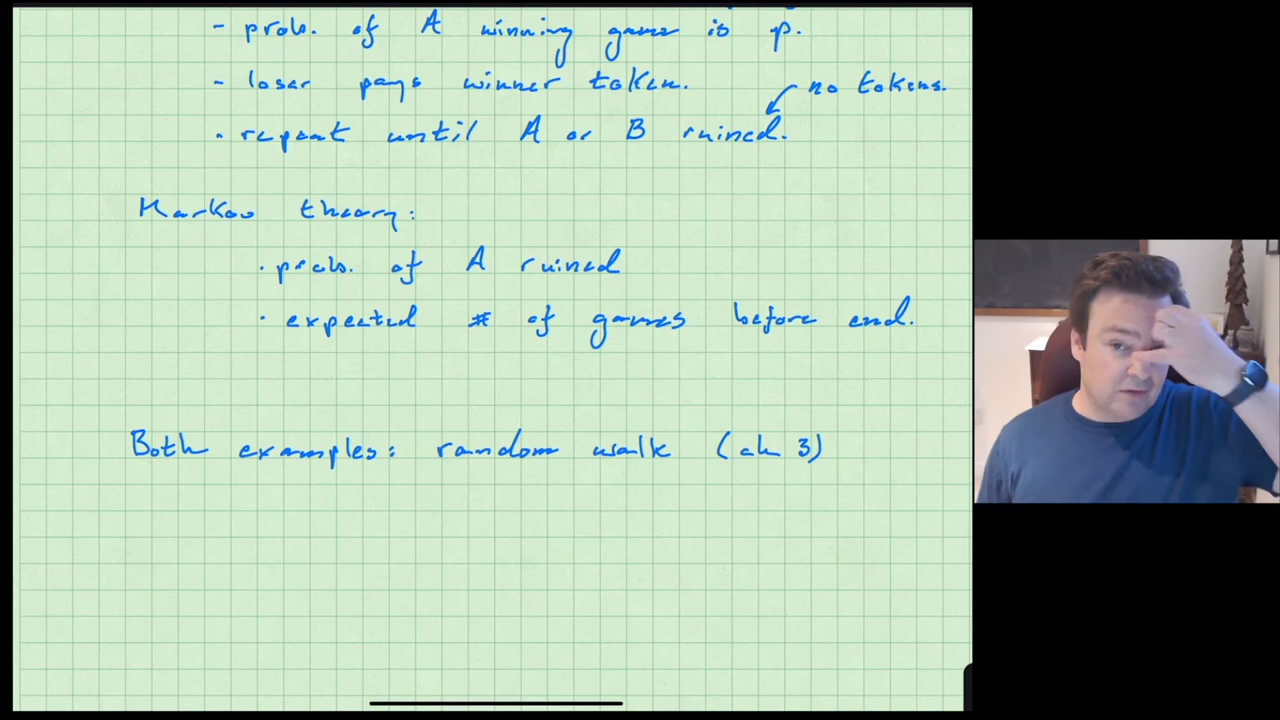 - prob. of A winning game is p.
- loser pays winner token.
no tokens.
- repeat until A or B ruined.
Markov theory:
· prob. of A ruined
· expected # of games before end.
Both examples: random walk (ch 3)